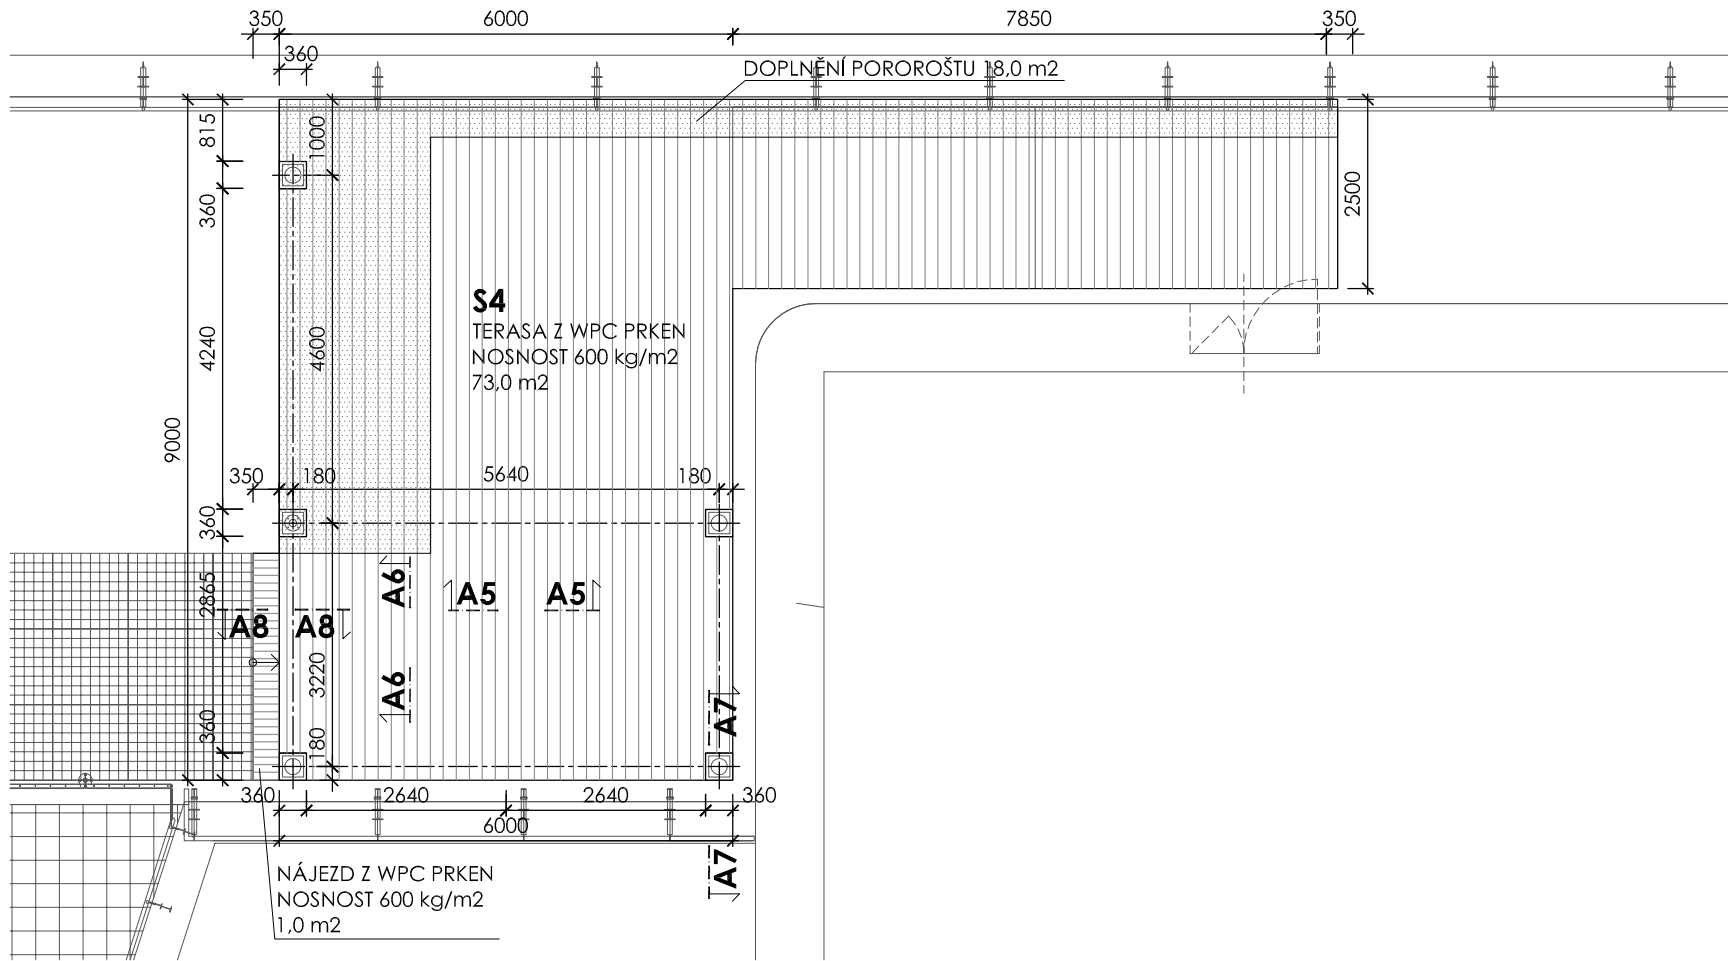 350
6000
7850
350
360
DOPLNĚNÍ POROROŠTU 18,0 m2
815
1000
360
2500
S4
TERASA Z WPC PRKEN
NOSNOST 600 kg/m2
73,0 m2
4240
4600
9000
350
180
5640
180
360
2865
A6
A5
A5
A8
A8
3220
A6
A7
360
180
360
2640
2640
360
6000
A7
NÁJEZD Z WPC PRKEN
NOSNOST 600 kg/m2
1,0 m2